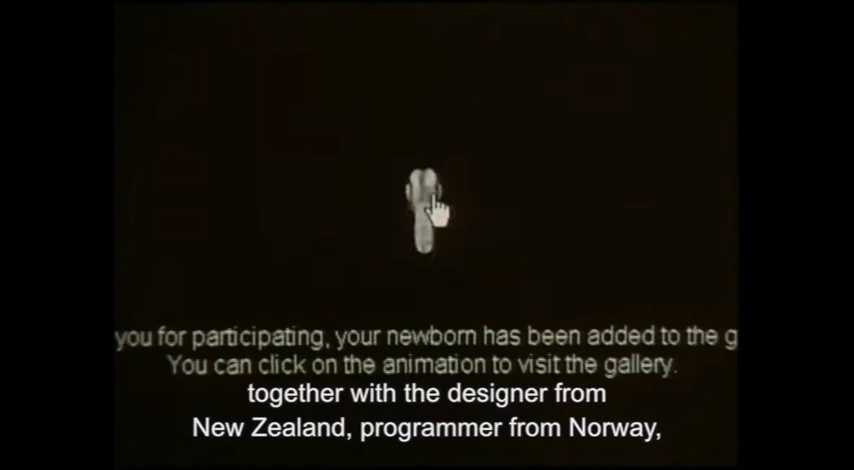 you for participating, your newborn has been added to the g
You can click on the animation to visit the gallery.
together with the designer from
New Zealand, programmer from Norway,